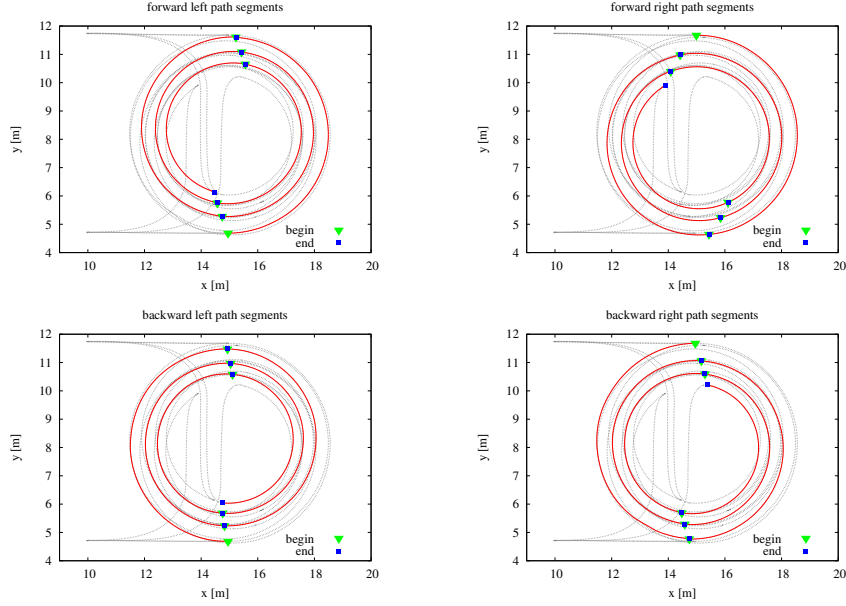 forward left path segments
12
11
10
9
8
7
6
5
4
y [m]
10 12 14 16 18 20
x [m]
begin
end
forward right path segments
12
11
10
9
8
7
6
5
4
y [m]
10 12 14 16 18 20
x [m]
begin
end
backward left path segments
12
11
10
9
8
7
6
5
4
y [m]
10 12 14 16 18 20
x [m]
begin
end
backward right path segments
12
11
10
9
8
7
6
5
4
y [m]
10 12 14 16 18 20
x [m]
begin
end